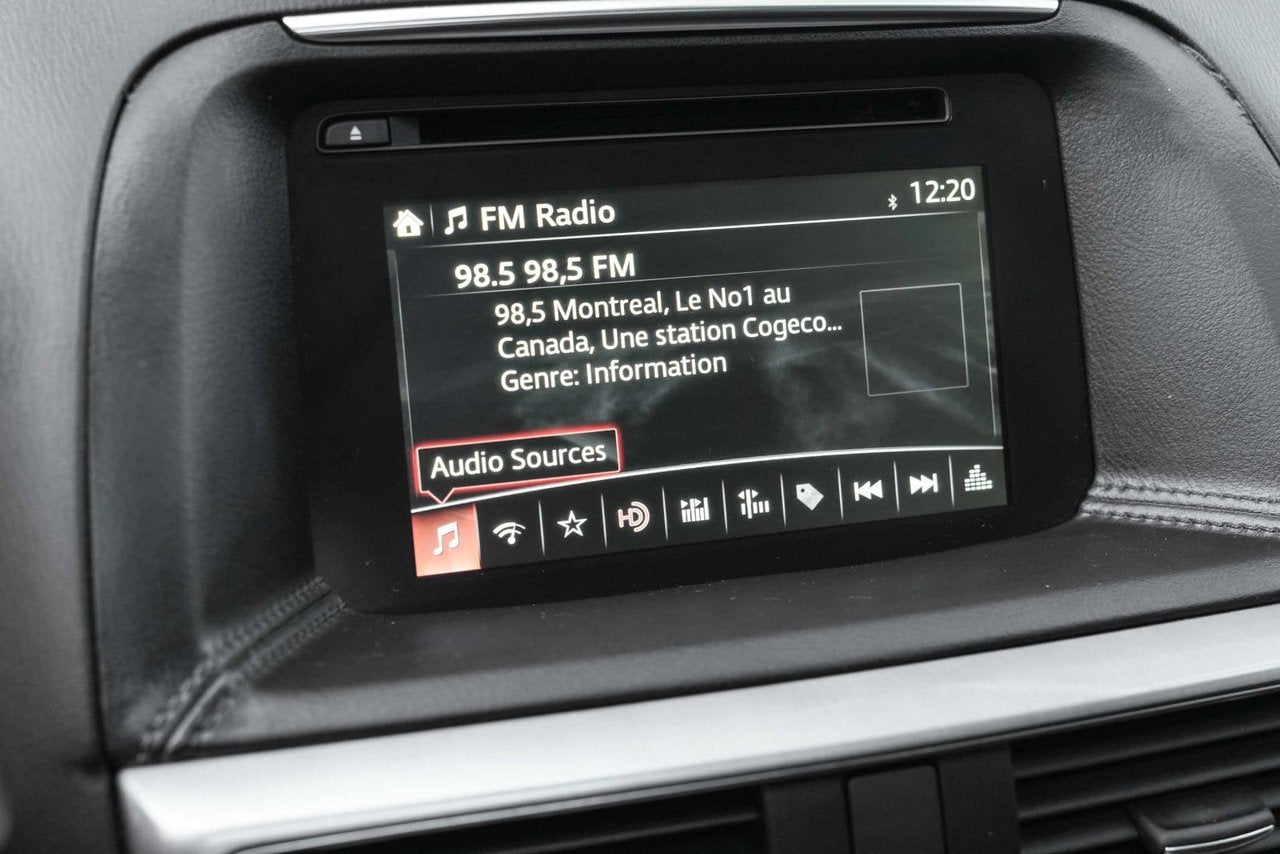 FM Radio
12:20
98.5 98,5 FM
98,5 Montreal, Le No1 au
Canada, Une station Cogeco...
Genre: Information
Audio Sources
HD